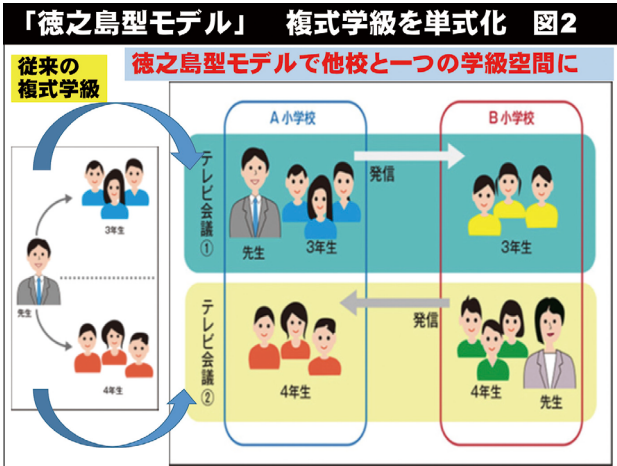 「徳之島型モデル」 複式学級を単式化 図2
従来の
複式学級
徳之島型モデルで他校と一つの学級空間に
3年生
先生
4年生
A小学校
B小学校
テレビ会議①
発信
先生
3年生
3年生
テレビ会議②
発信
4年生
4年生
先生